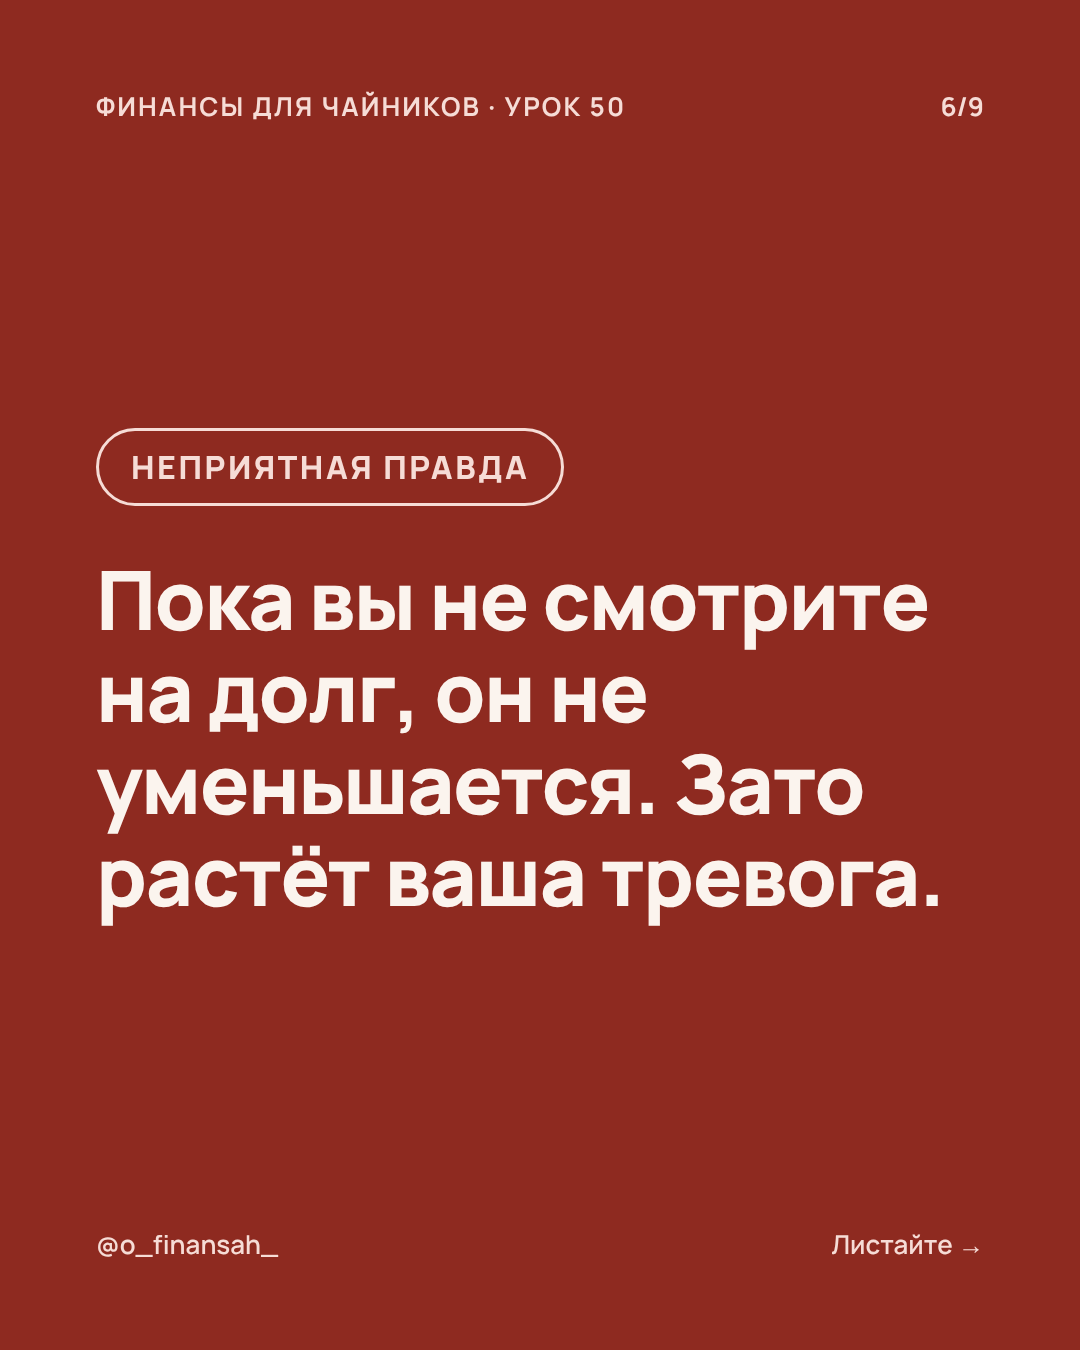 ФИНАНСЫ ДЛЯ ЧАЙНИКОВ · УРОК 50
6/9
НЕПРИЯТНАЯ ПРАВДА
Пока вы не смотрите
на долг, он не
уменьшается. Зато
растёт ваша тревога.
@o_finansah_
Листайте →